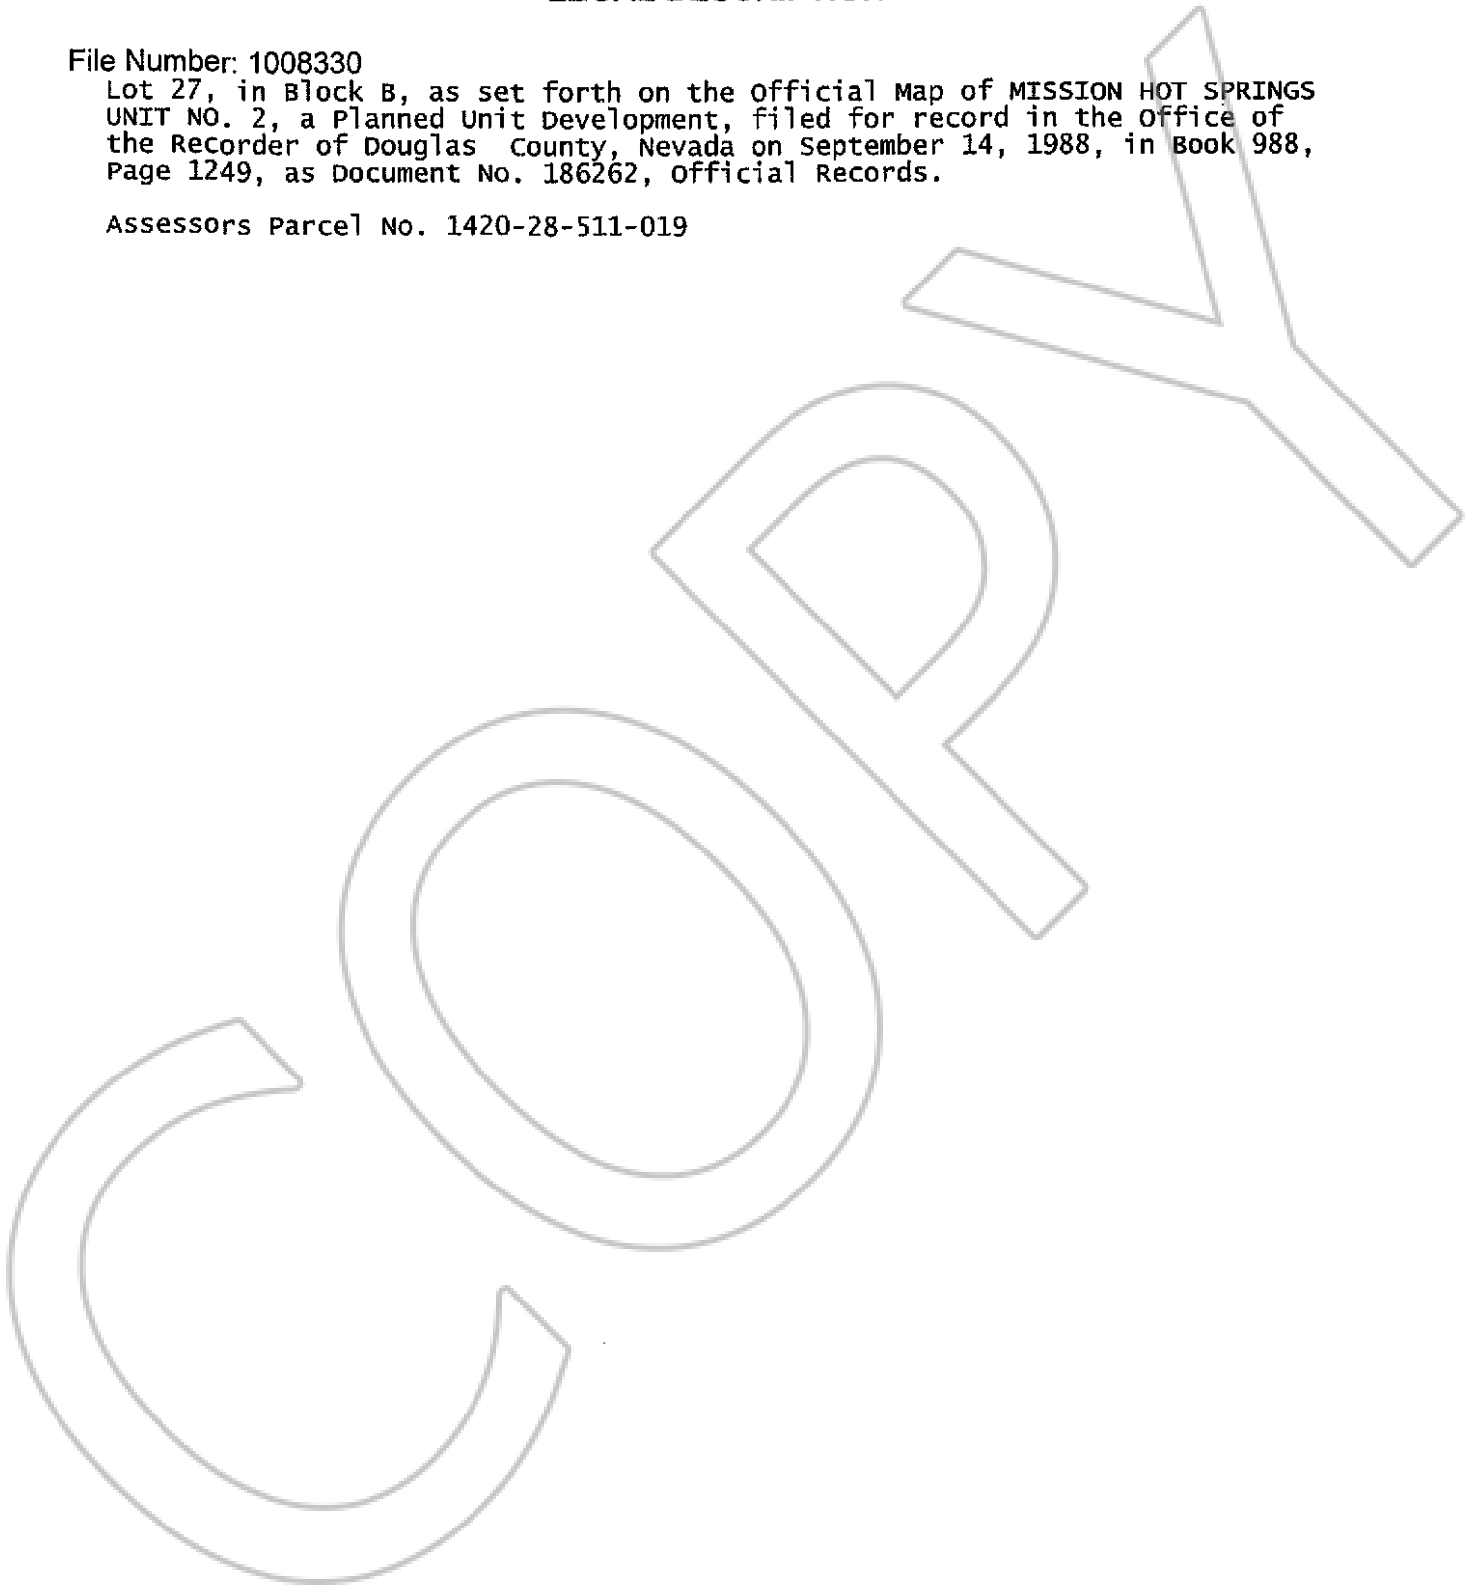 File Number: 1008330
Lot 27, in Block B, as set forth on the Official Map of MISSION HOT SPRINGS
UNIT NO. 2, a Planned Unit Development, filed for record in the Office of
the Recorder of Douglas  County, Nevada on September 14, 1988, in Book 988,
Page 1249, as Document No. 186262, Official Records.
Assessors Parcel No. 1420-28-511-019
COPY